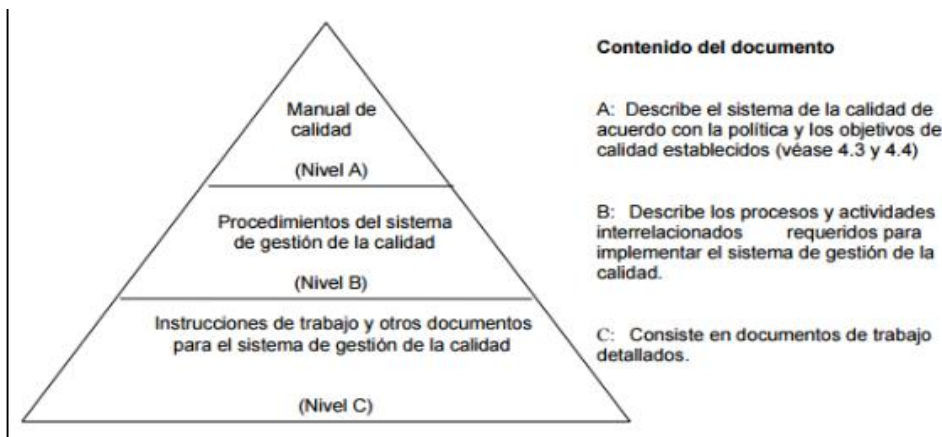 Manual de
calidad
(Nivel A)
Procedimientos del sistema
de gestión de la calidad
(Nivel B)
Instrucciones de trabajo y otros documentos
para el sistema de gestión de la calidad
(Nivel C)
Contenido del documento
A: Describe el sistema de la calidad de
acuerdo con la política y los objetivos de
calidad establecidos (véase 4.3 y 4.4)
B: Describe los procesos y actividades
interrelacionados requeridos para
implementar el sistema de gestión de la
calidad.
C: Consiste en documentos de trabajo
detallados.